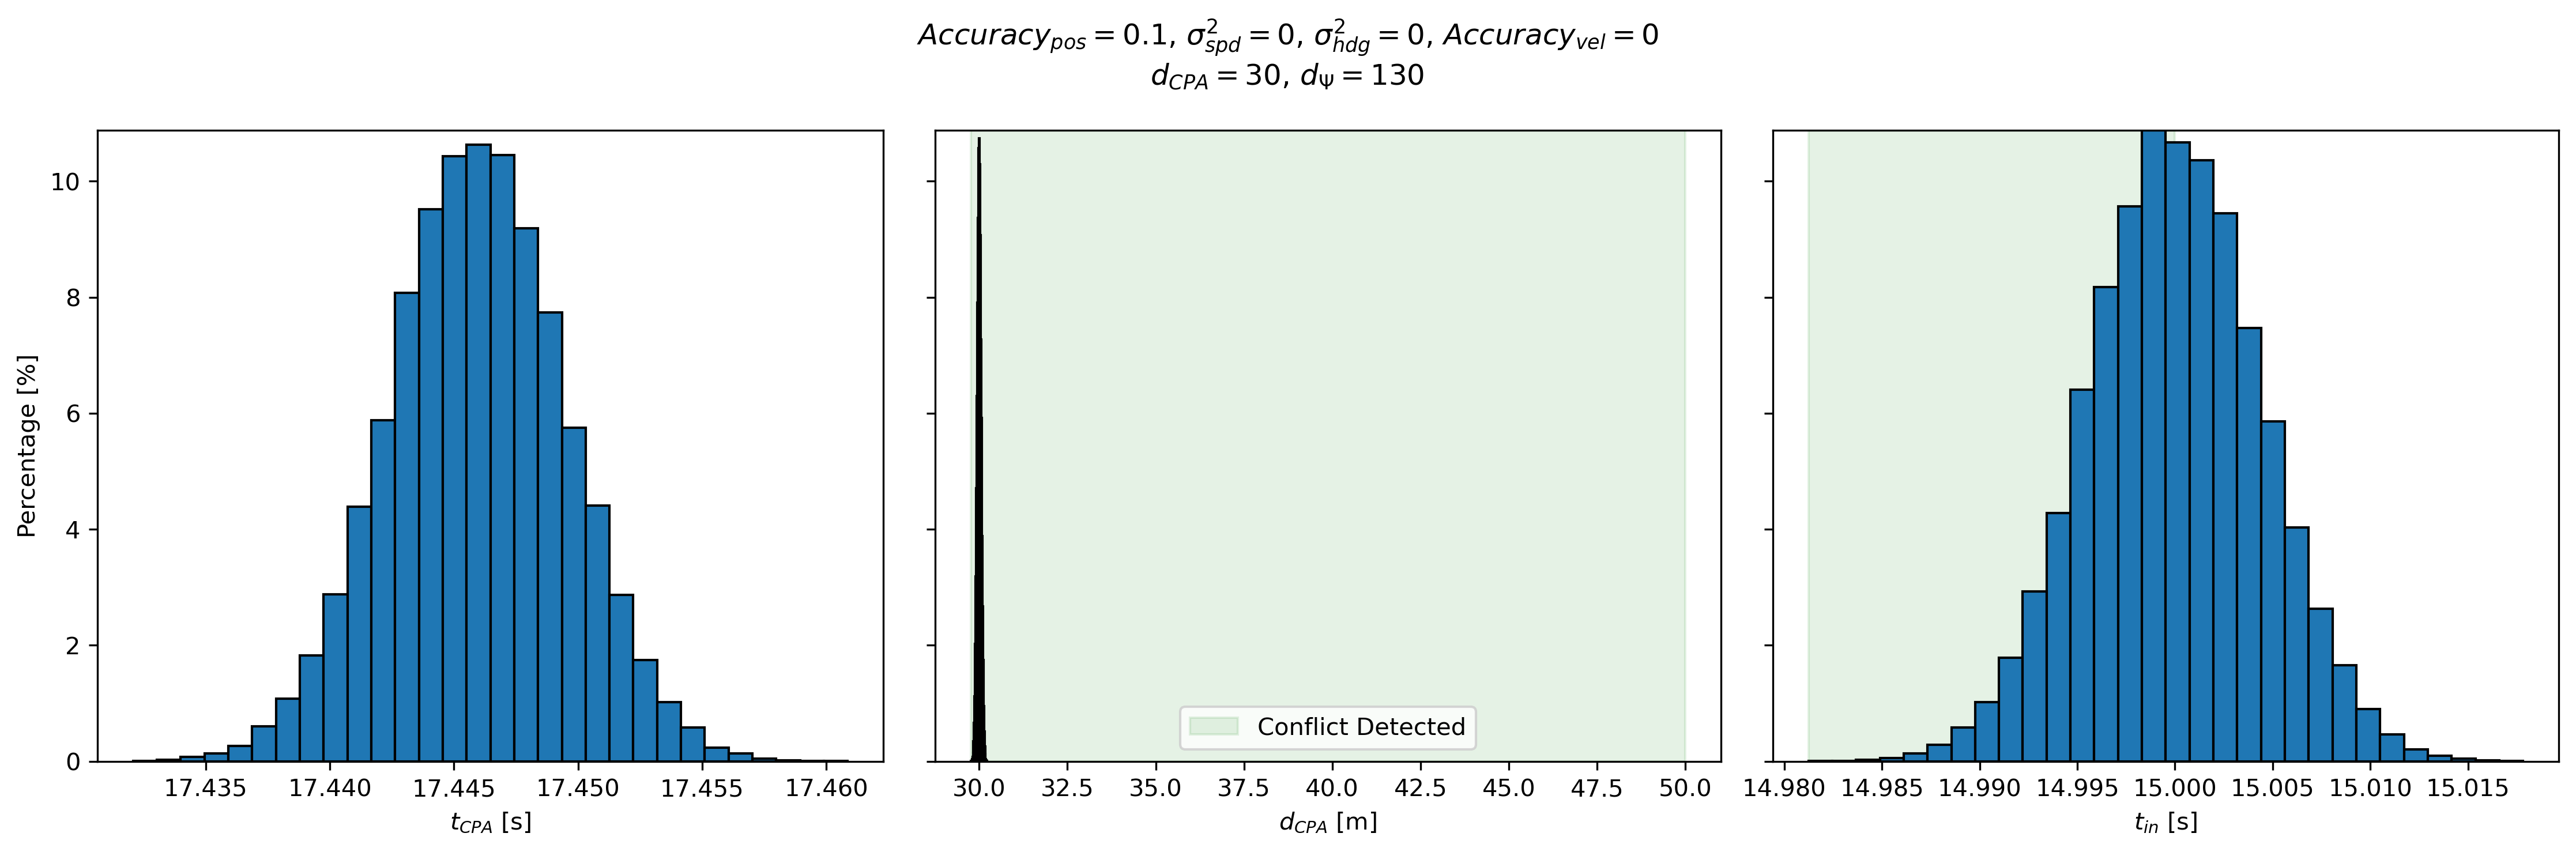 Accuracy_pos = 0.1, σ²_spd = 0, σ²_hdg = 0, Accuracy_vel = 0
d_CPA = 30, d_Ψ = 130
Percentage [%]
10
8
6
4
2
0
17.435 17.440 17.445 17.450 17.455 17.460
t_CPA [s]
Conflict Detected
30.0 32.5 35.0 37.5 40.0 42.5 45.0 47.5 50.0
d_CPA [m]
14.980 14.985 14.990 14.995 15.000 15.005 15.010 15.015
t_in [s]